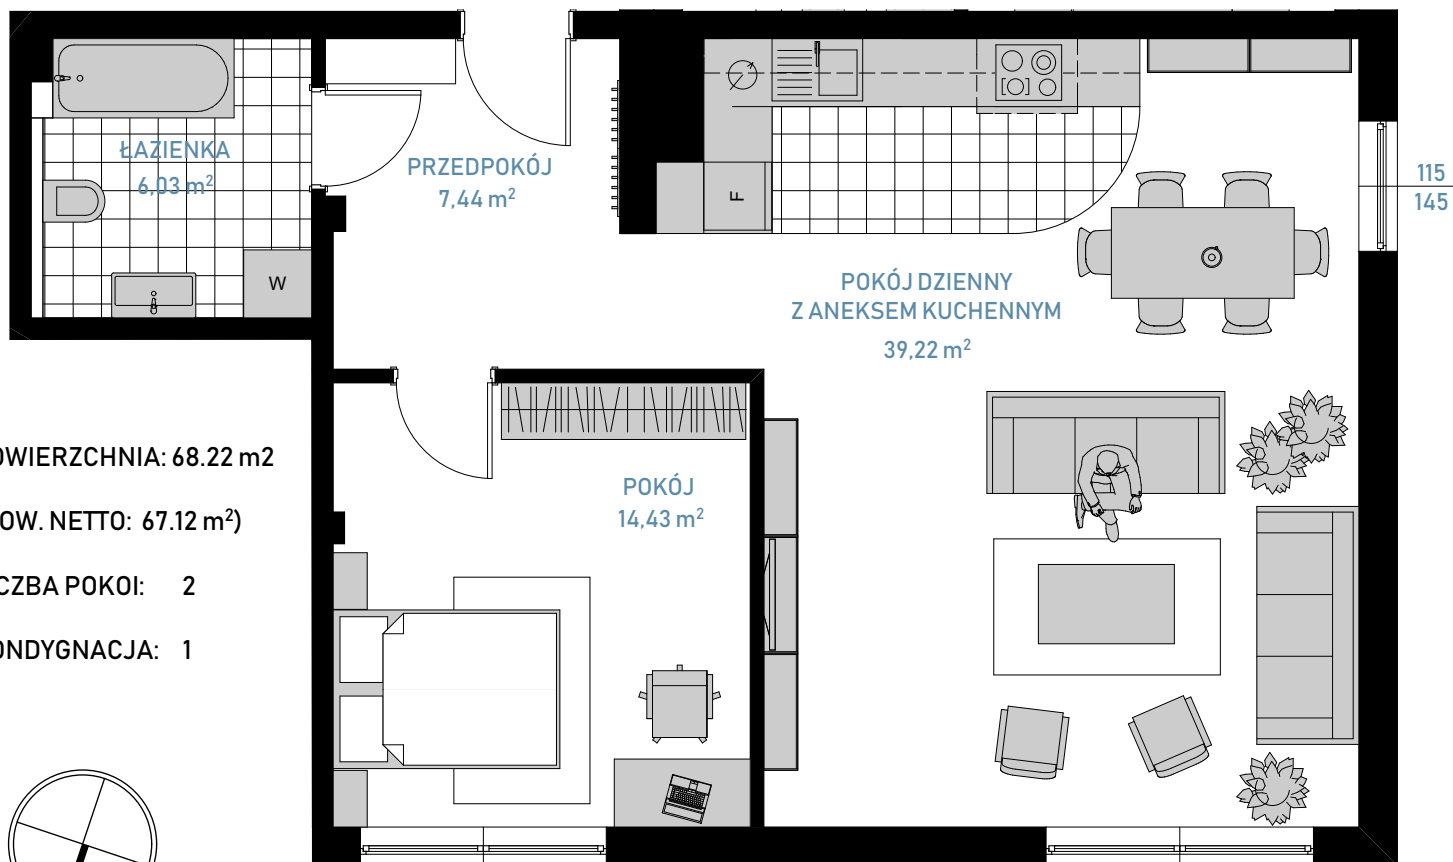 ŁAZIENKA
6,03 m²
PRZEDPOKÓJ
7,44 m²
F
115
145
W
POKÓJ DZIENNY
Z ANEKSEM KUCHENNYM
39,22 m²
OWIERZCHNIA: 68.22 m2
OW. NETTO: 67.12 m²)
CZBA POKOI: 2
ONDYGNACJA: 1
POKÓJ
14,43 m²